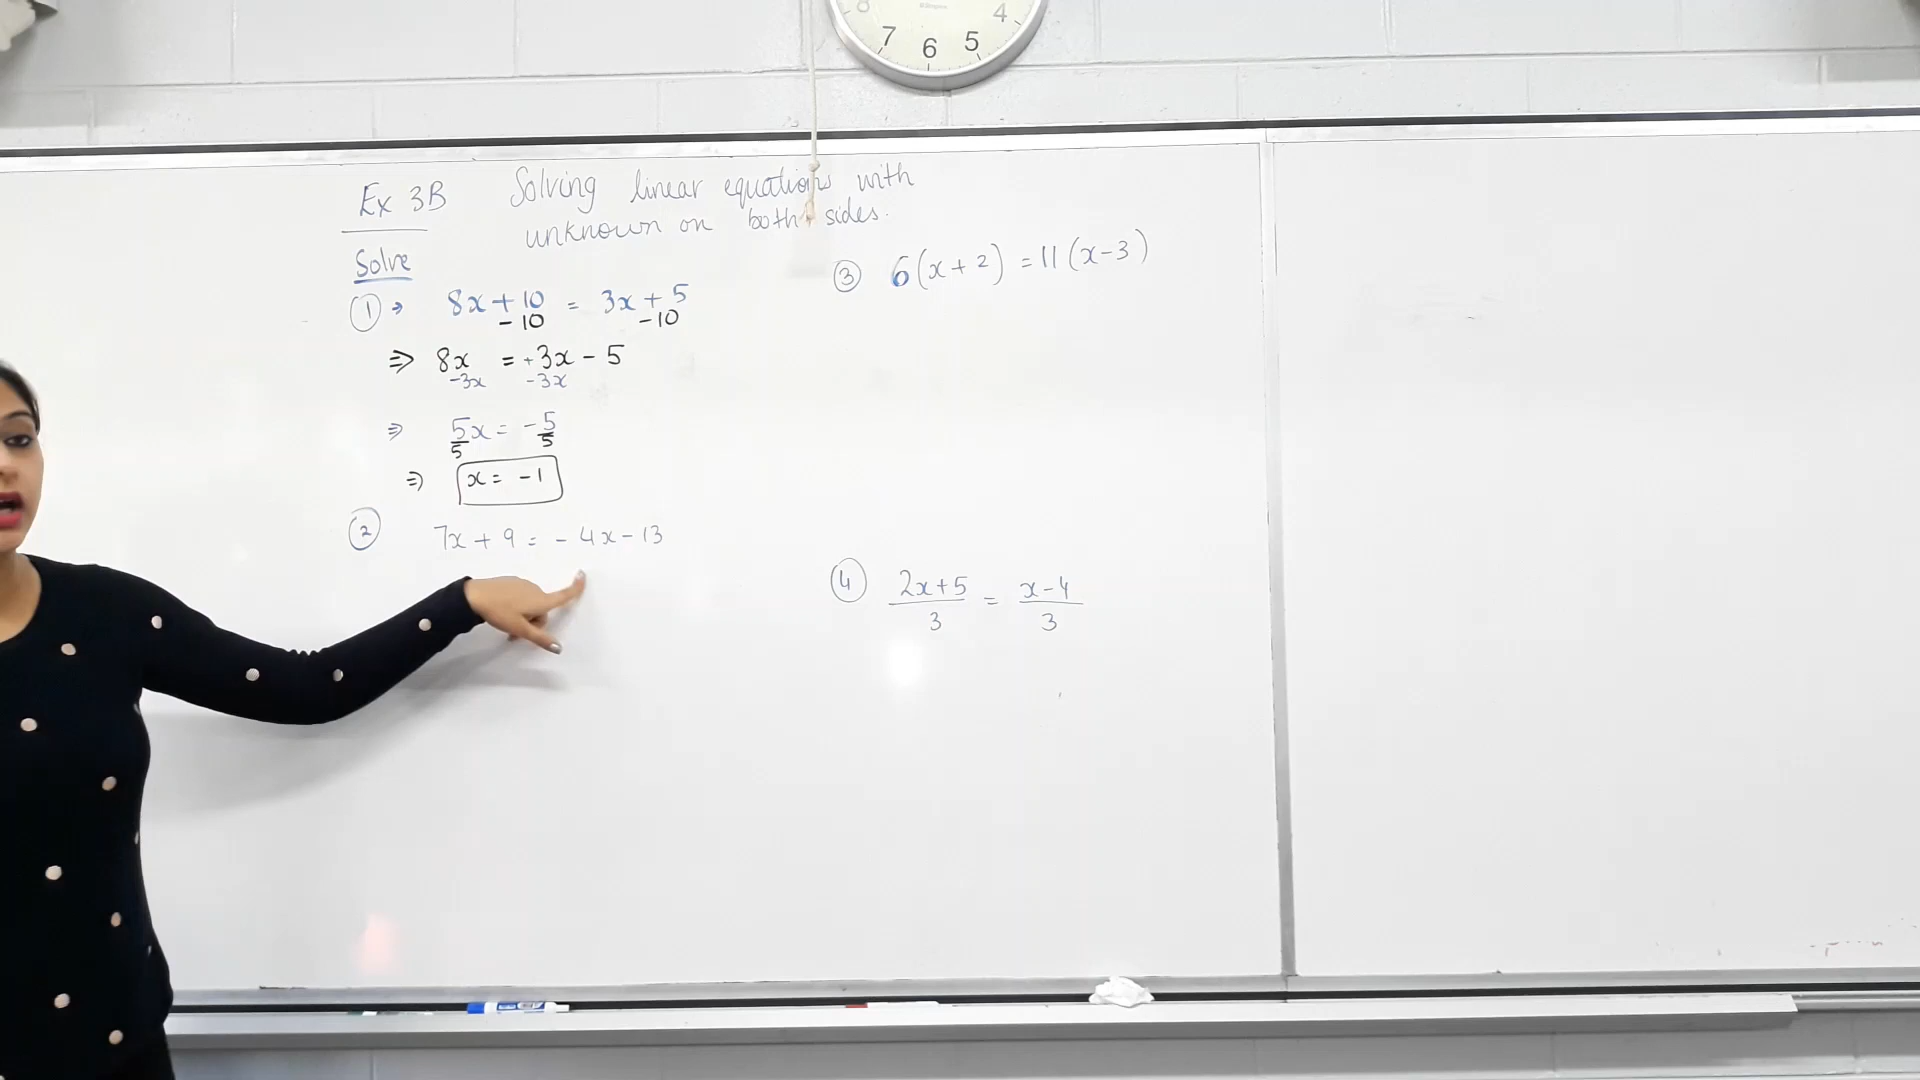 8 7 6 5 4
Ex 3B Solving linear equations with
unknown on both sides.
Solve
① → 8x + 10 = 3x + 5
- 10 - 10
⇒ 8x = + 3x - 5
-3x -3x
⇒ 5x = -5
5 5
⇒ x = -1
② 7x + 9 = - 4x - 13
③ 6(x + 2) = 11(x - 3)
④ 2x+5 = x-4
3 3